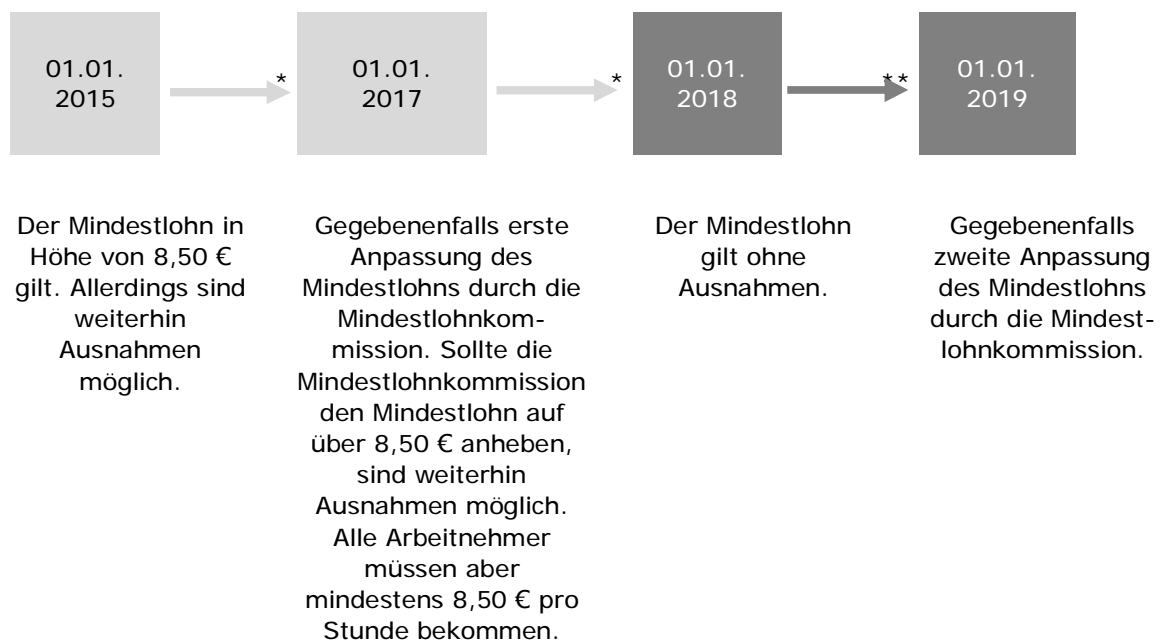 01.01.
2015
*
01.01.
2017
*
01.01.
2018
**
01.01.
2019
Der Mindestlohn in
Höhe von 8,50 €
gilt. Allerdings sind
weiterhin
Ausnahmen
möglich.
Gegebenenfalls erste
Anpassung des
Mindestlohns durch die
Mindestlohnkom-
mission. Sollte die
Mindestlohnkommission
den Mindestlohn auf
über 8,50 € anheben,
sind weiterhin
Ausnahmen möglich.
Alle Arbeitnehmer
müssen aber
mindestens 8,50 € pro
Stunde bekommen.
Der Mindestlohn
gilt ohne
Ausnahmen.
Gegebenenfalls
zweite Anpassung
des Mindestlohns
durch die Mindest-
lohnkommission.